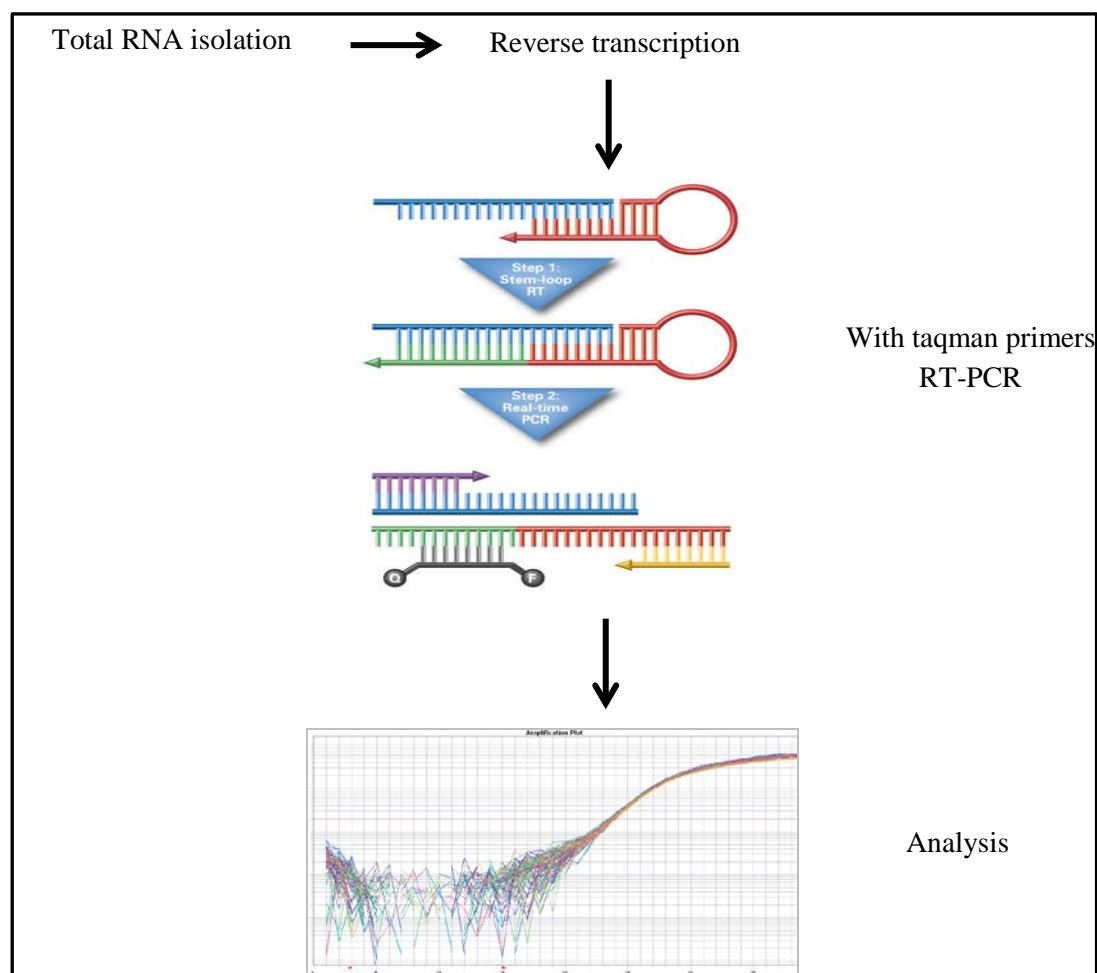 Total RNA isolation
Reverse transcription
Step 1:
Stem-loop
RT
With taqman primers
RT-PCR
Step 2:
Real-time
PCR
Q
F
Amplification Plot
Analysis